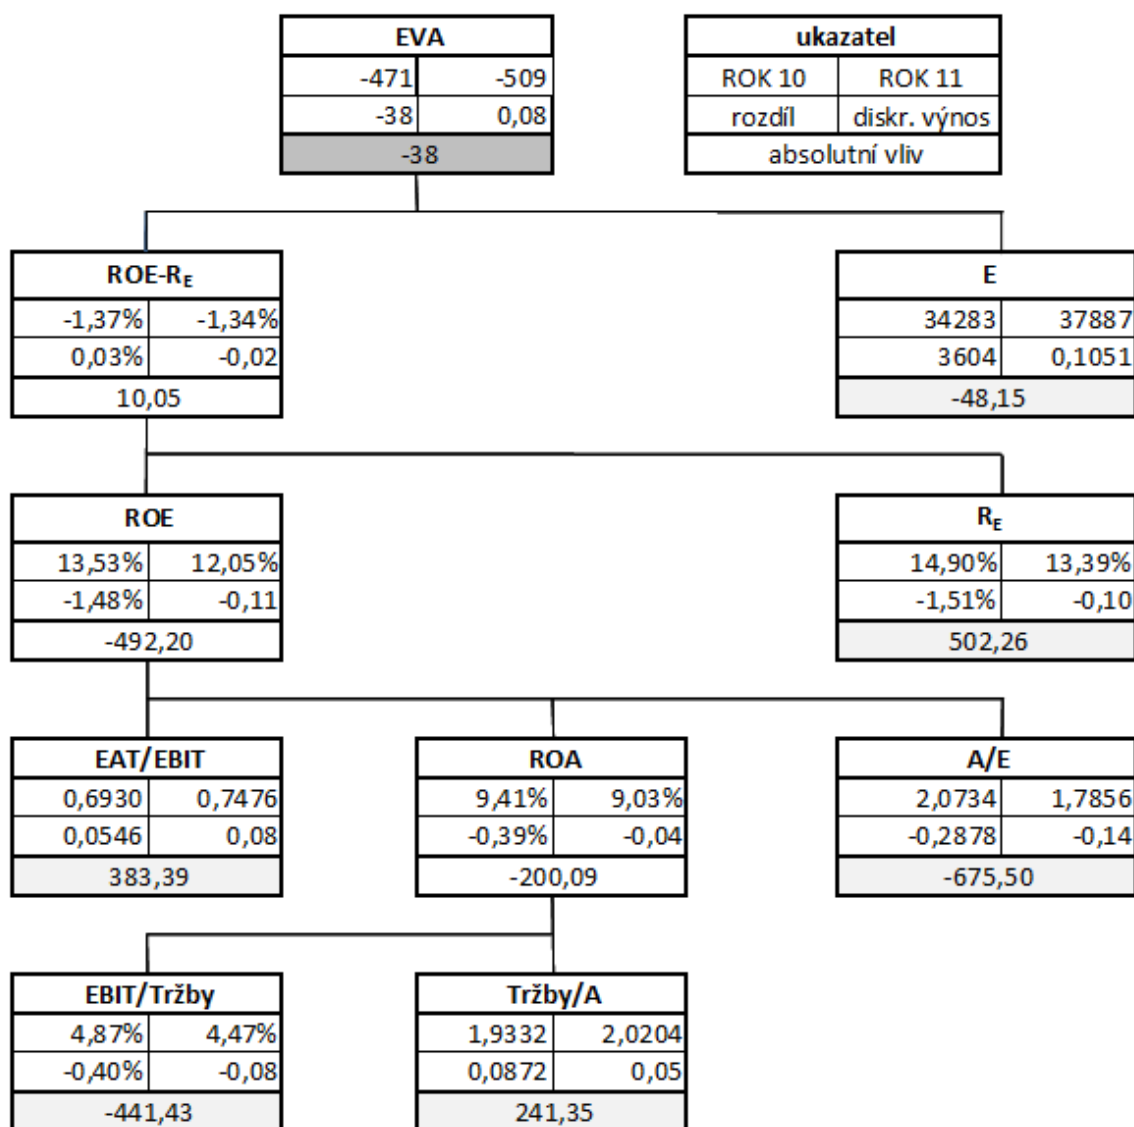 EVA ukazatel
-471 -509 ROK 10 ROK 11
-38 0,08 rozdíl diskr. výnos
-38 absolutní vliv
ROE-RE E
-1,37% -1,34% 34283 37887
0,03% -0,02 3604 0,1051
10,05 -48,15
ROE RE
13,53% 12,05% 14,90% 13,39%
-1,48% -0,11 -1,51% -0,10
-492,20 502,26
EAT/EBIT ROA A/E
0,6930 0,7476 9,41% 9,03% 2,0734 1,7856
0,0546 0,08 -0,39% -0,04 -0,2878 -0,14
383,39 -200,09 -675,50
EBIT/Tržby Tržby/A
4,87% 4,47% 1,9332 2,0204
-0,40% -0,08 0,0872 0,05
-441,43 241,35